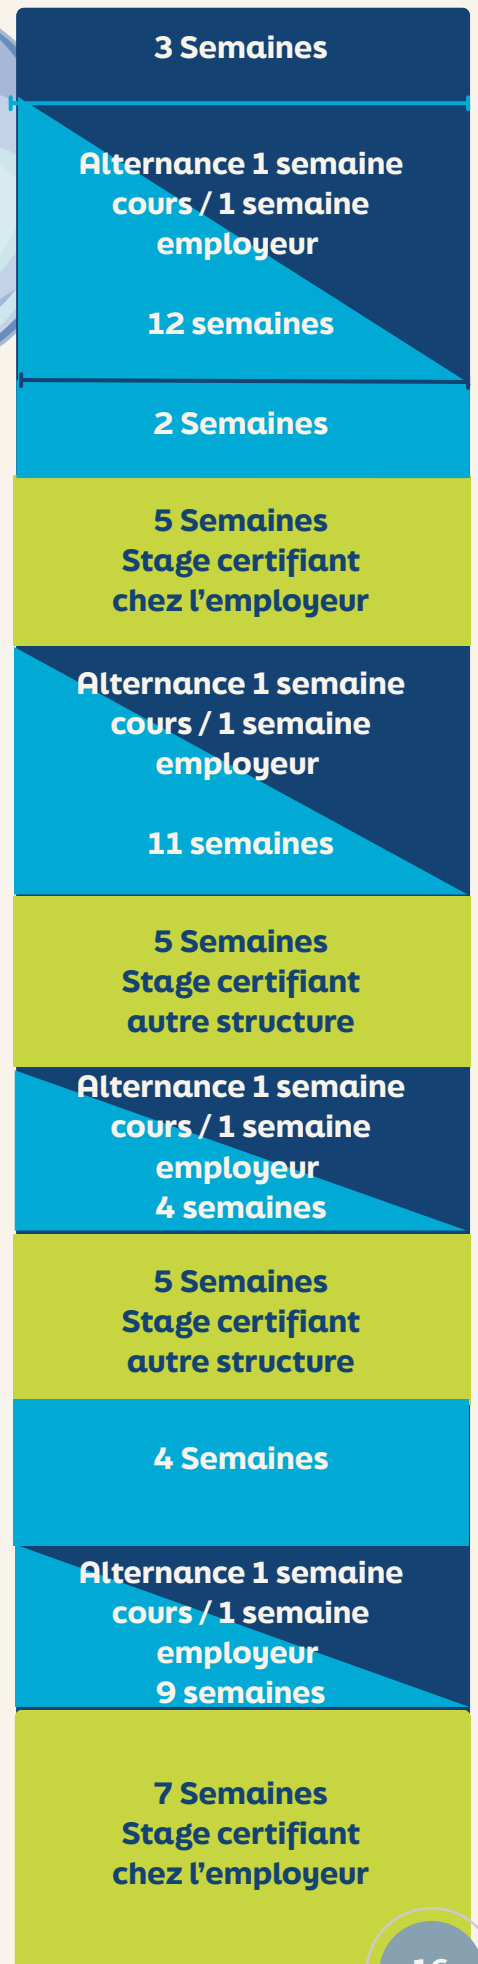 3 Semaines
Alternance 1 semaine
cours / 1 semaine
employeur
12 semaines
2 Semaines
5 Semaines
Stage certifiant
chez l’employeur
Alternance 1 semaine
cours / 1 semaine
employeur
11 semaines
5 Semaines
Stage certifiant
autre structure
Alternance 1 semaine
cours / 1 semaine
employeur
4 semaines
5 Semaines
Stage certifiant
autre structure
4 Semaines
Alternance 1 semaine
cours / 1 semaine
employeur
9 semaines
7 Semaines
Stage certifiant
chez l’employeur